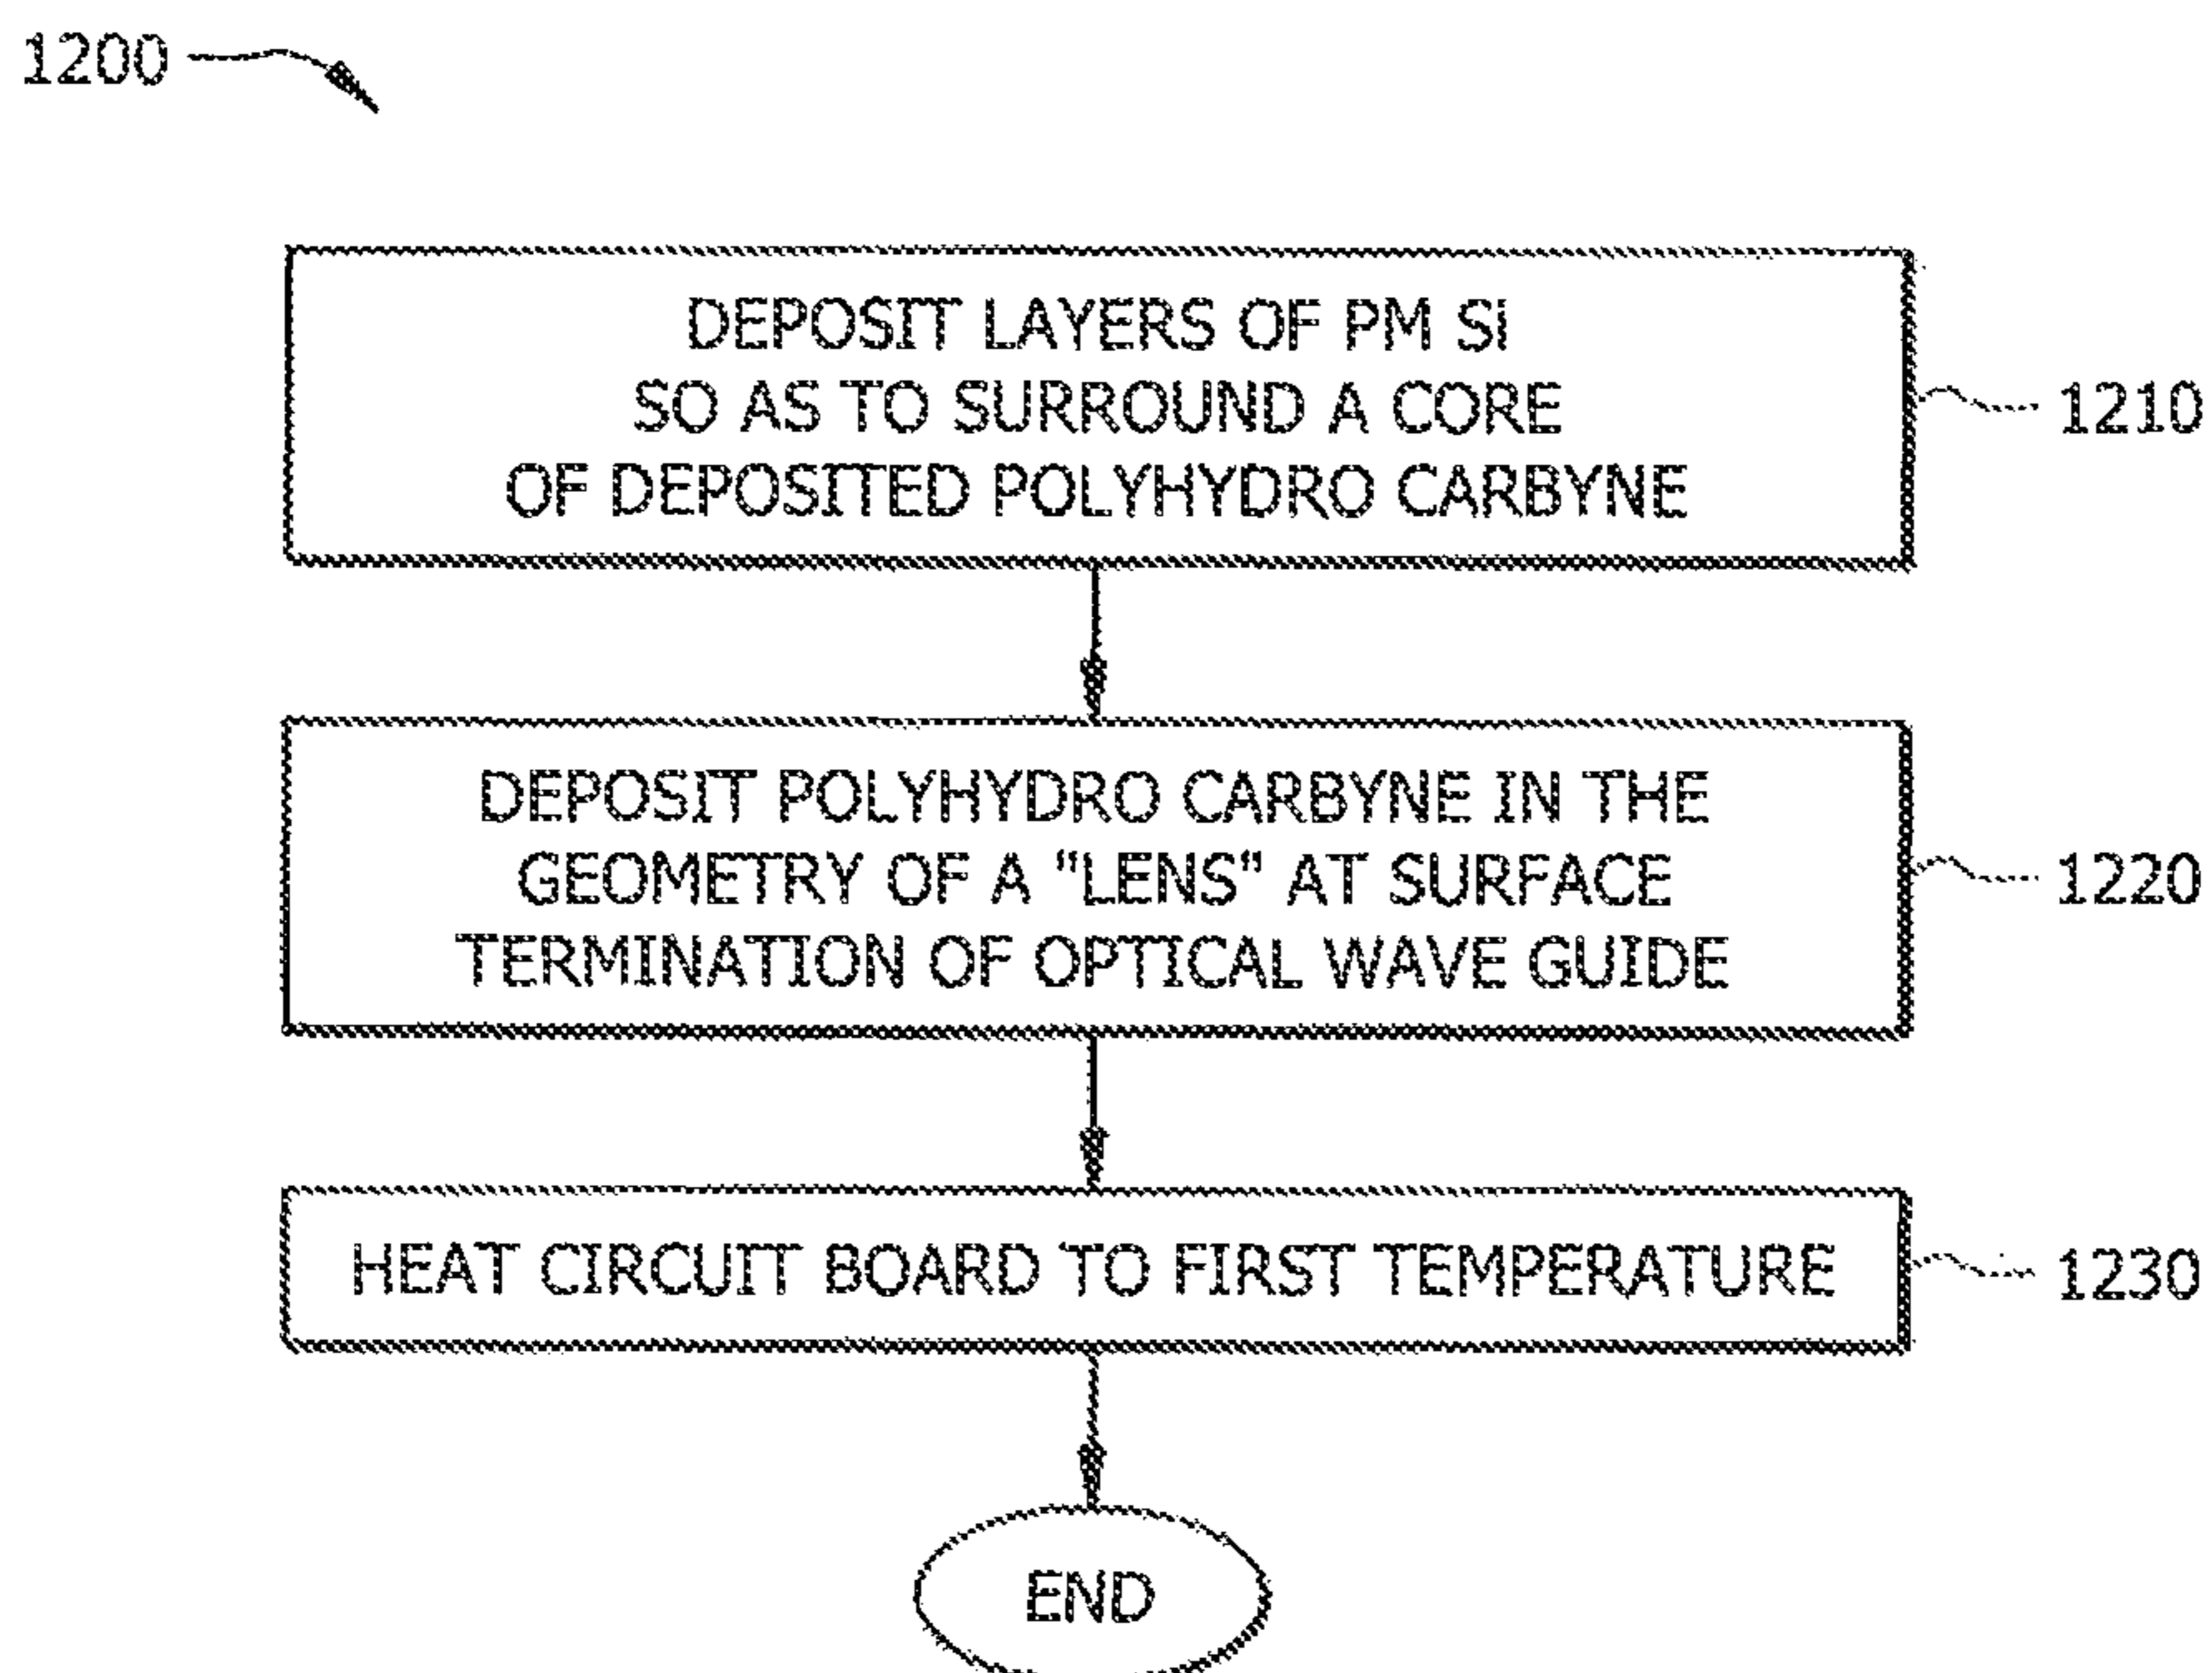 1200
DEPOSIT LAYERS OF PM Si
SO AS TO SURROUND A CORE
OF DEPOSITED POLYHYDRO CARBYNE
1210
DEPOSIT POLYHYDRO CARBYNE IN THE
GEOMETRY OF A "LENS" AT SURFACE
TERMINATION OF OPTICAL WAVE GUIDE
1220
HEAT CIRCUIT BOARD TO FIRST TEMPERATURE
1230
END